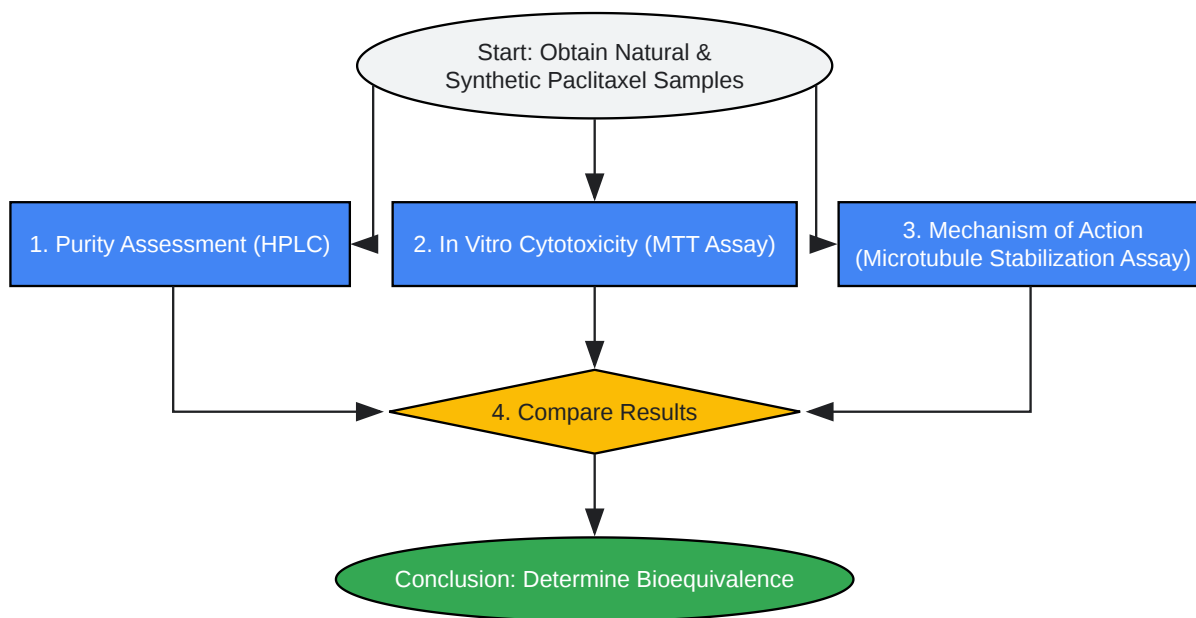 Start: Obtain Natural &
Synthetic Paclitaxel Samples
1. Purity Assessment (HPLC)
2. In Vitro Cytotoxicity (MTT Assay)
3. Mechanism of Action
(Microtubule Stabilization Assay)
4. Compare Results
Conclusion: Determine Bioequivalence